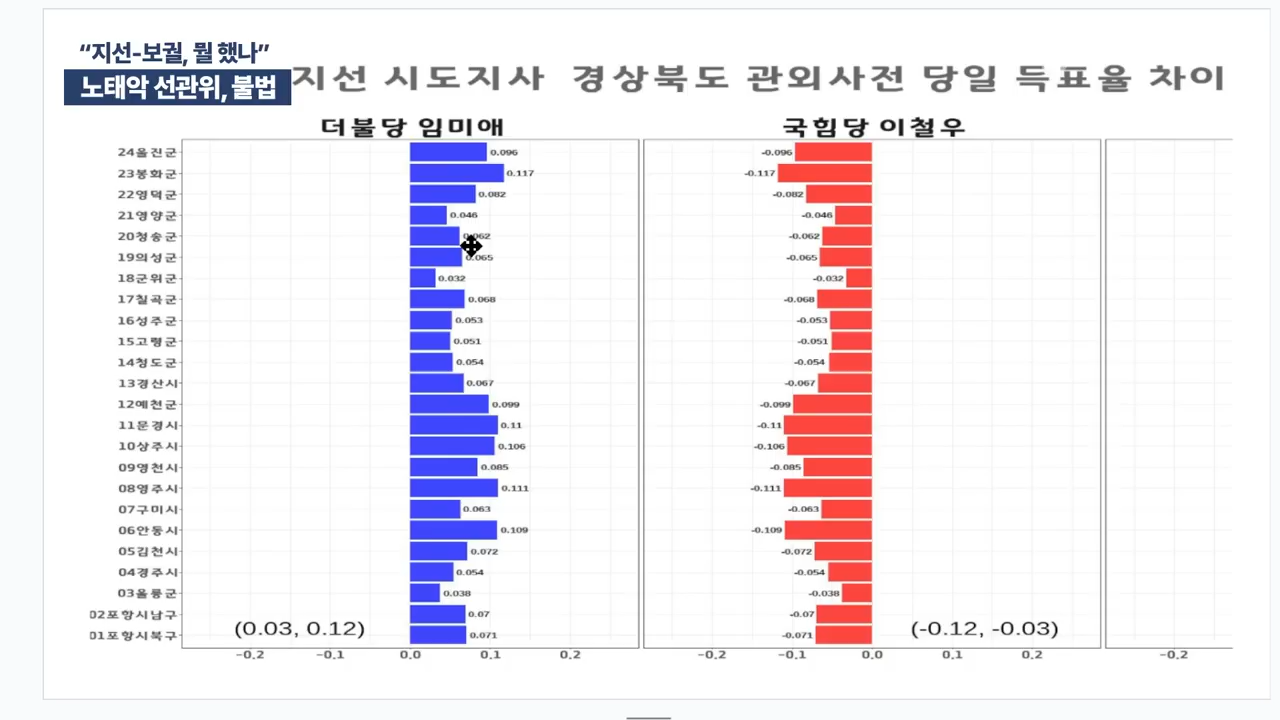 “지선-보궐, 뭘 했나”
노태악 선관위, 불법
지선 시도지사 경상북도 관외사전 당일 득표율 차이
더불당 임미애 국힘당 이철우
24울진군 0.096 -0.096
23봉화군 0.117 -0.117
22영덕군 0.082 -0.082
21영양군 0.046 -0.046
20청송군 0.062 -0.062
19의성군 0.065 -0.065
18군위군 0.032 -0.032
17칠곡군 0.068 -0.068
16성주군 0.053 -0.053
15고령군 0.051 -0.051
14청도군 0.054 -0.054
13경산시 0.067 -0.067
12예천군 0.099 -0.099
11문경시 0.11 -0.11
10상주시 0.106 -0.106
09영천시 0.085 -0.085
08영주시 0.111 -0.111
07구미시 0.063 -0.063
06안동시 0.109 -0.109
05김천시 0.072 -0.072
04경주시 0.054 -0.054
03울릉군 0.038 -0.038
02포항시남구 0.07 -0.07
01포항시북구 0.071 -0.071
(0.03, 0.12) (-0.12, -0.03)
-0.2 -0.1 0.0 0.1 0.2 -0.2 -0.1 0.0 0.1 0.2 -0.2